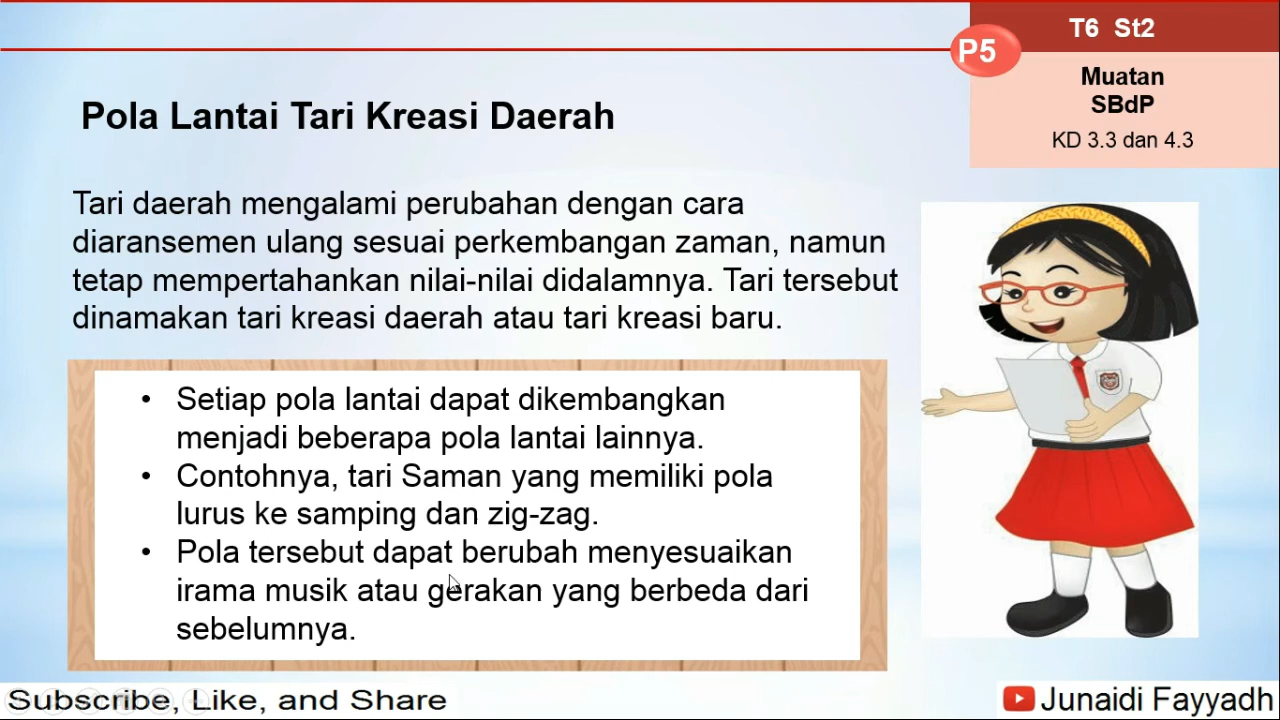 T6 St2
P5
Muatan
SBdP
KD 3.3 dan 4.3
Pola Lantai Tari Kreasi Daerah
Tari daerah mengalami perubahan dengan cara
diaransemen ulang sesuai perkembangan zaman, namun
tetap mempertahankan nilai-nilai didalamnya. Tari tersebut
dinamakan tari kreasi daerah atau tari kreasi baru.
• Setiap pola lantai dapat dikembangkan
menjadi beberapa pola lantai lainnya.
• Contohnya, tari Saman yang memiliki pola
lurus ke samping dan zig-zag.
• Pola tersebut dapat berubah menyesuaikan
irama musik atau gerakan yang berbeda dari
sebelumnya.
Subscribe, Like, and Share
Junaidi Fayyadh